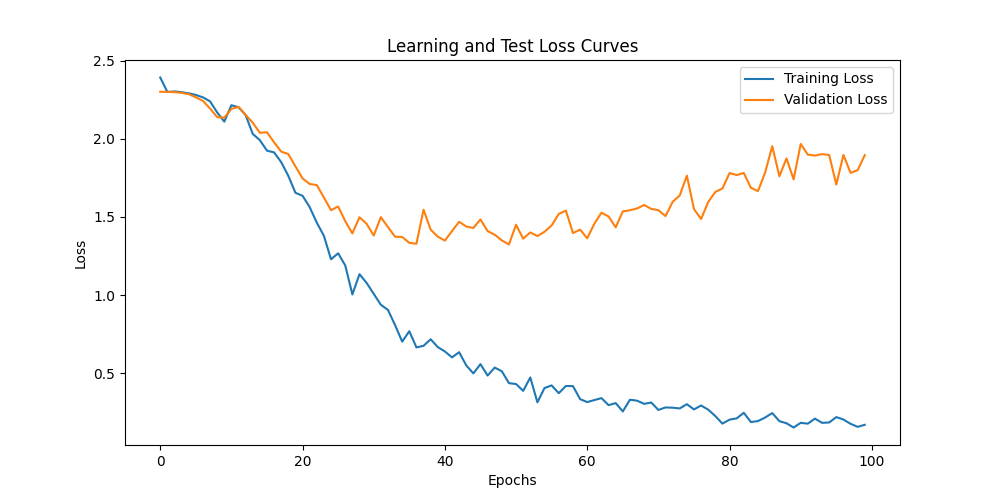 Learning and Test Loss Curves
Training Loss
Validation Loss
2.5
2.0
1.5
1.0
0.5
Loss
0 20 40 60 80 100
Epochs